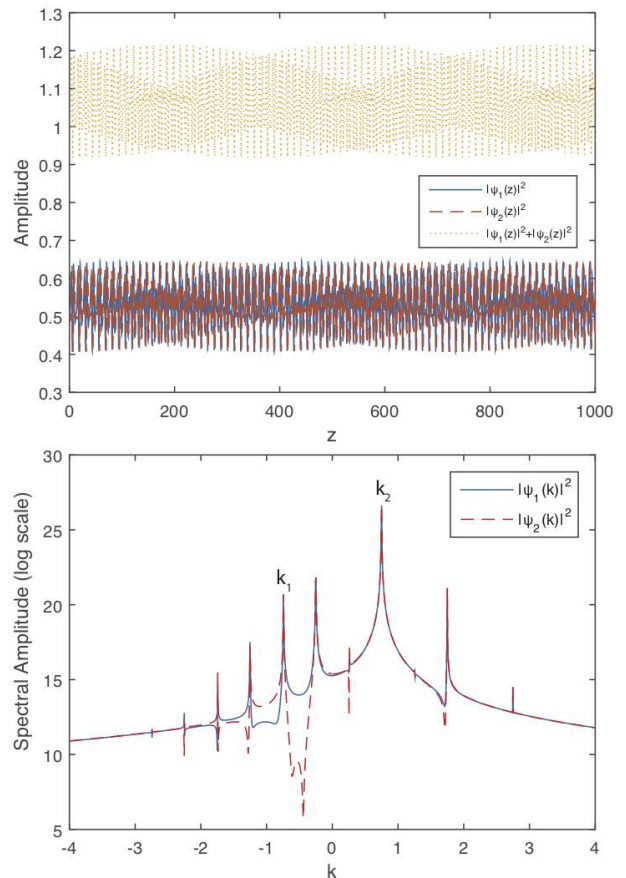 1.3
1.2
1.1
1
0.9
0.8
0.7
0.6
0.5
0.4
0.3
Amplitude
|ψ₁(z)|²
|ψ₂(z)|²
|ψ₁(z)|²+|ψ₂(z)|²
0 200 400 600 800 1000
z
30
25
20
15
10
5
Spectral Amplitude (log scale)
k₂
k₁
|ψ₁(k)|²
|ψ₂(k)|²
-4 -3 -2 -1 0 1 2 3 4
k